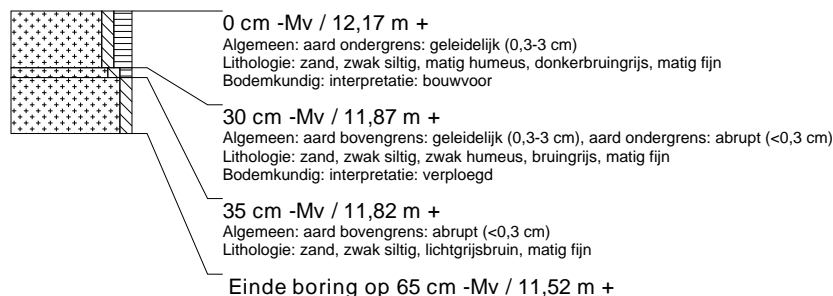 0 cm -Mv / 12,17 m +
Algemeen: aard ondergrens: geleidelijk (0,3-3 cm)
Lithologie: zand, zwak siltig, matig humeus, donkerbruingrijs, matig fijn
Bodemkundig: interpretatie: bouwvoor
30 cm -Mv / 11,87 m +
Algemeen: aard bovengrens: geleidelijk (0,3-3 cm), aard ondergrens: abrupt (<0,3 cm)
Lithologie: zand, zwak siltig, zwak humeus, bruingrijs, matig fijn
Bodemkundig: interpretatie: verploegd
35 cm -Mv / 11,82 m +
Algemeen: aard bovengrens: abrupt (<0,3 cm)
Lithologie: zand, zwak siltig, lichtgrijsbruin, matig fijn
Einde boring op 65 cm -Mv / 11,52 m +